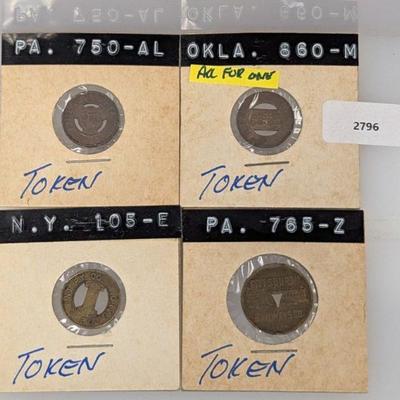 PA. 750-AL
OKLA. 860-M
ALL FOR ONE
2796
TOKEN
TOKEN
N.Y. 105-E
PA. 765-Z
TOKEN
TOKEN